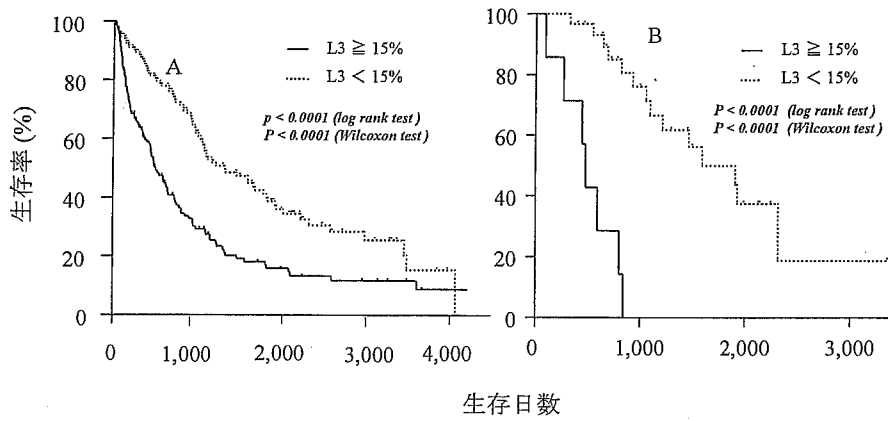 生存率 (%)
100
80
60
40
20
0
A
L3 ≧ 15%
L3 < 15%
p < 0.0001 (log rank test)
P < 0.0001 (Wilcoxon test)
0 1,000 2,000 3,000 4,000
100
80
60
40
20
0
B
L3 ≧ 15%
L3 < 15%
P < 0.0001 (log rank test)
P < 0.0001 (Wilcoxon test)
0 1,000 2,000 3,000
生存日数